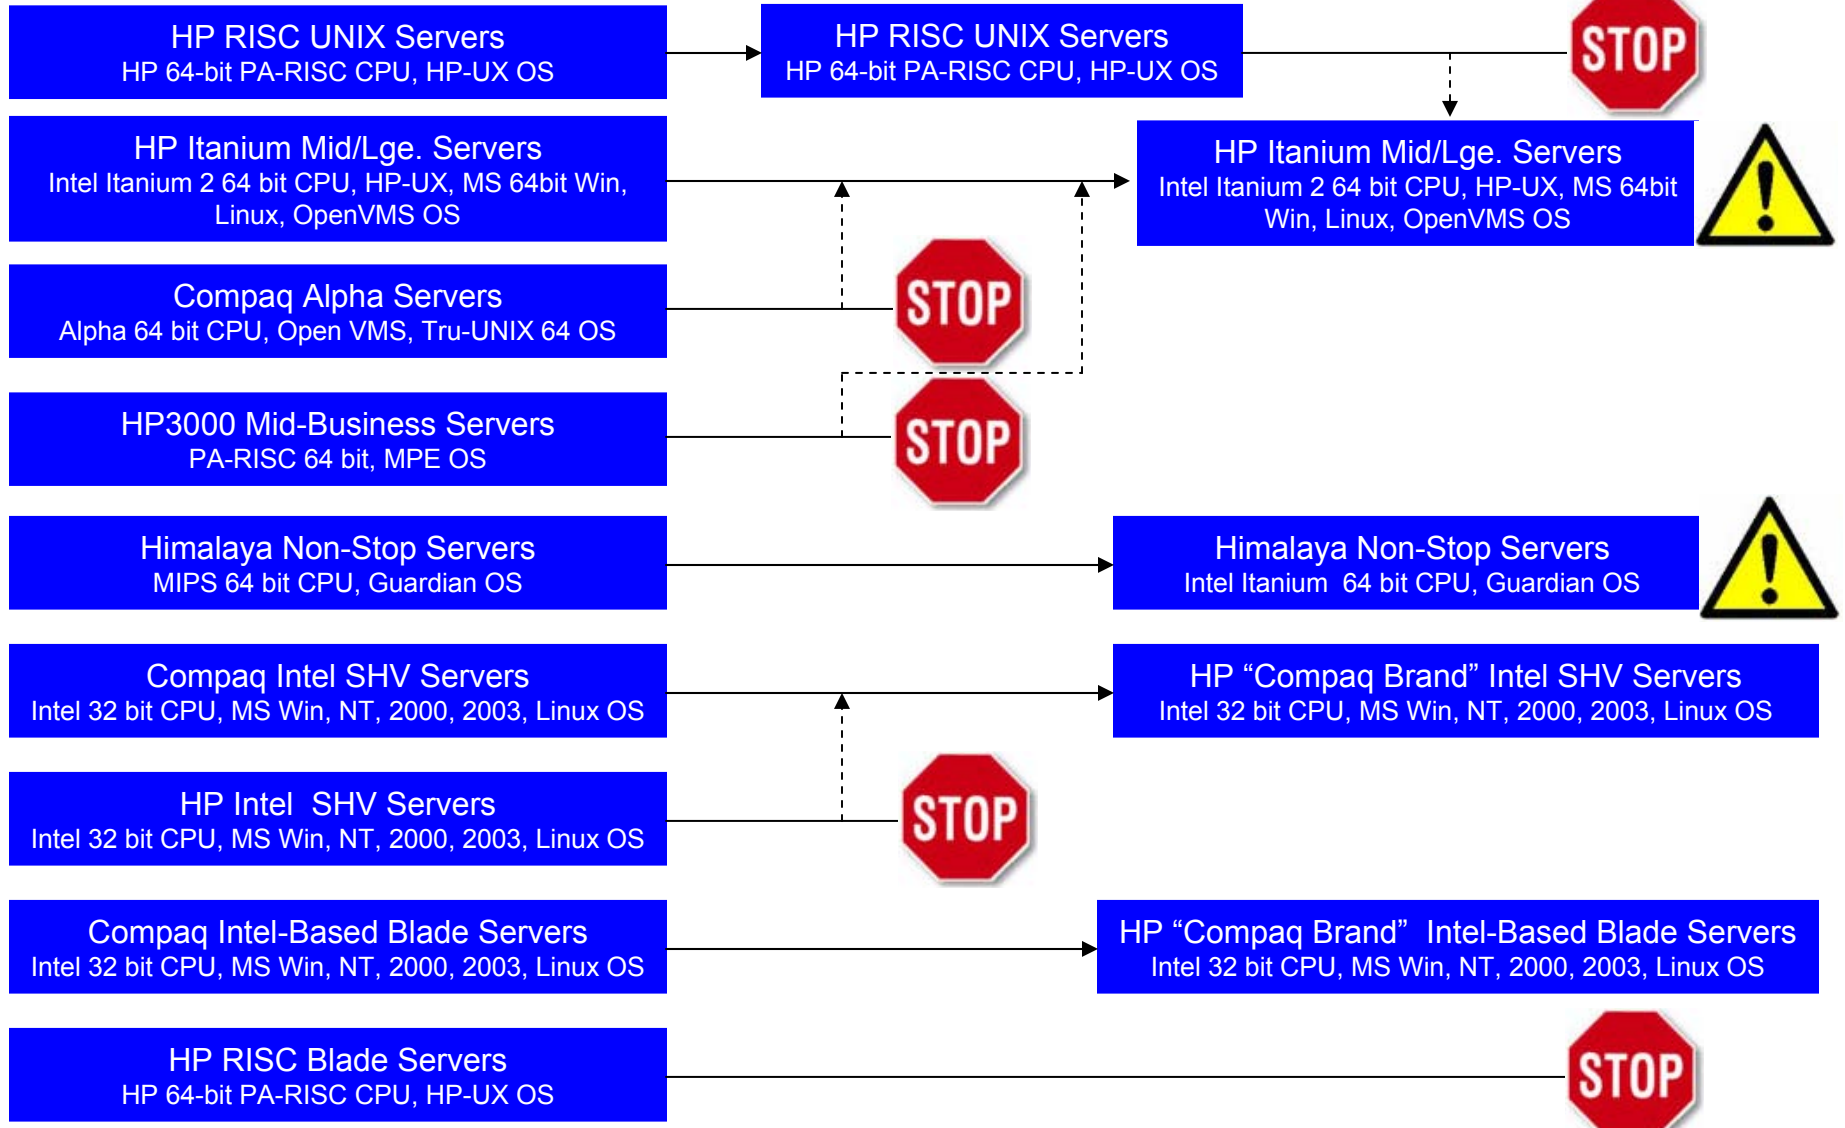 HP RISC UNIX Servers
HP 64-bit PA-RISC CPU, HP-UX OS
HP RISC UNIX Servers
HP 64-bit PA-RISC CPU, HP-UX OS
STOP
HP Itanium Mid/Lge. Servers
Intel Itanium 2 64 bit CPU, HP-UX, MS 64bit Win,
Linux, OpenVMS OS
HP Itanium Mid/Lge. Servers
Intel Itanium 2 64 bit CPU, HP-UX, MS 64bit
Win, Linux, OpenVMS OS
Compaq Alpha Servers
Alpha 64 bit CPU, Open VMS, Tru-UNIX 64 OS
STOP
HP3000 Mid-Business Servers
PA-RISC 64 bit, MPE OS
STOP
Himalaya Non-Stop Servers
MIPS 64 bit CPU, Guardian OS
Himalaya Non-Stop Servers
Intel Itanium  64 bit CPU, Guardian OS
Compaq Intel SHV Servers
Intel 32 bit CPU, MS Win, NT, 2000, 2003, Linux OS
HP “Compaq Brand” Intel SHV Servers
Intel 32 bit CPU, MS Win, NT, 2000, 2003, Linux OS
HP Intel  SHV Servers
Intel 32 bit CPU, MS Win, NT, 2000, 2003, Linux OS
STOP
Compaq Intel-Based Blade Servers
Intel 32 bit CPU, MS Win, NT, 2000, 2003, Linux OS
HP “Compaq Brand”  Intel-Based Blade Servers
Intel 32 bit CPU, MS Win, NT, 2000, 2003, Linux OS
HP RISC Blade Servers
HP 64-bit PA-RISC CPU, HP-UX OS
STOP